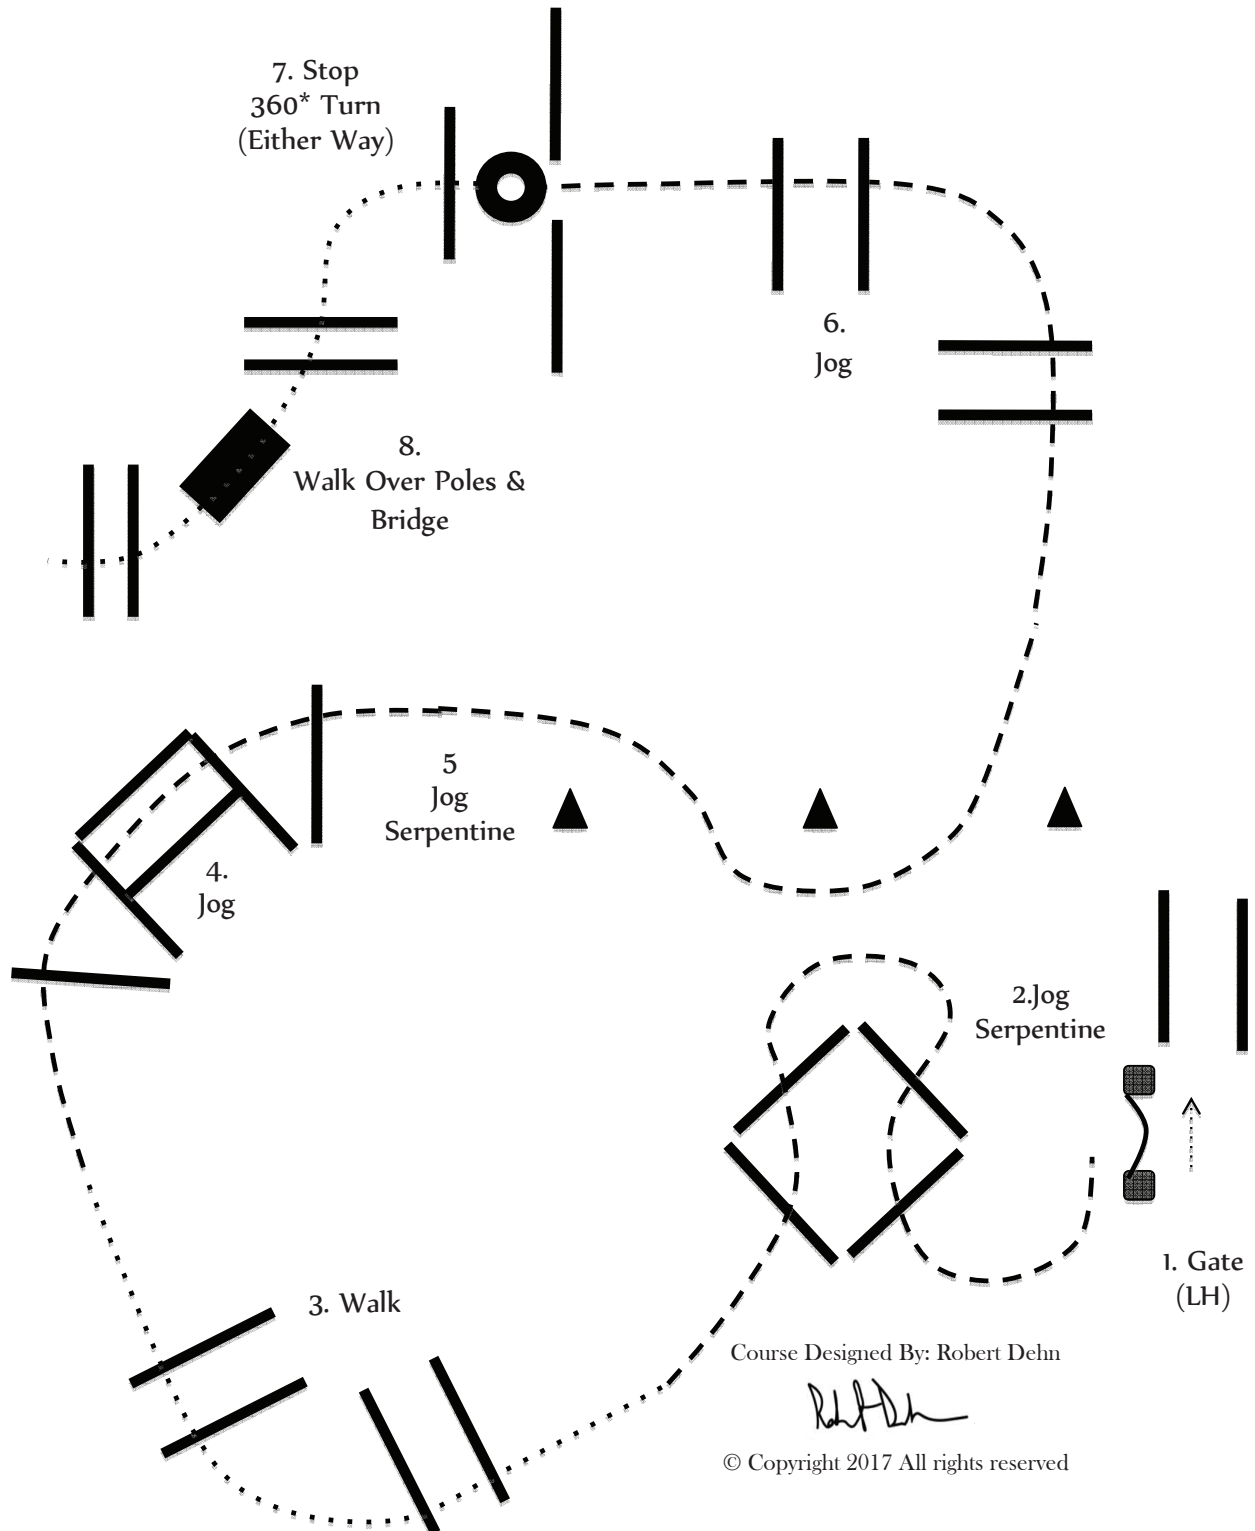 7. Stop
360* Turn
(Either Way)
6.
Jog
8.
Walk Over Poles &
Bridge
5
Jog
Serpentine
4.
Jog
2.Jog
Serpentine
1. Gate
(LH)
3. Walk
Course Designed By: Robert Dehn
© Copyright 2017 All rights reserved